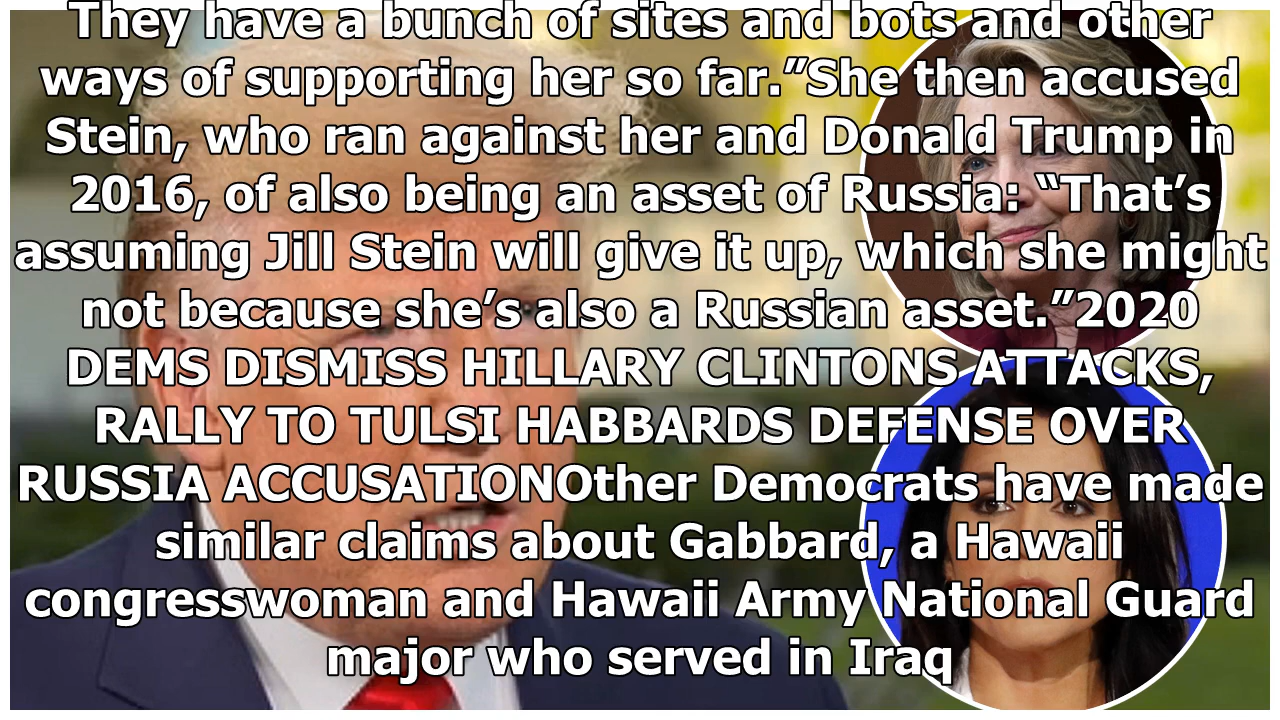 They have a bunch of sites and bots and other
ways of supporting her so far.”She then accused
Stein, who ran against her and Donald Trump in
2016, of also being an asset of Russia: “That’s
assuming Jill Stein will give it up, which she might
not because she’s also a Russian asset.”2020
DEMS DISMISS HILLARY CLINTONS ATTACKS,
RALLY TO TULSI HABBARDS DEFENSE OVER
RUSSIA ACCUSATIONOther Democrats have made
similar claims about Gabbard, a Hawaii
congresswoman and Hawaii Army National Guard
major who served in Iraq